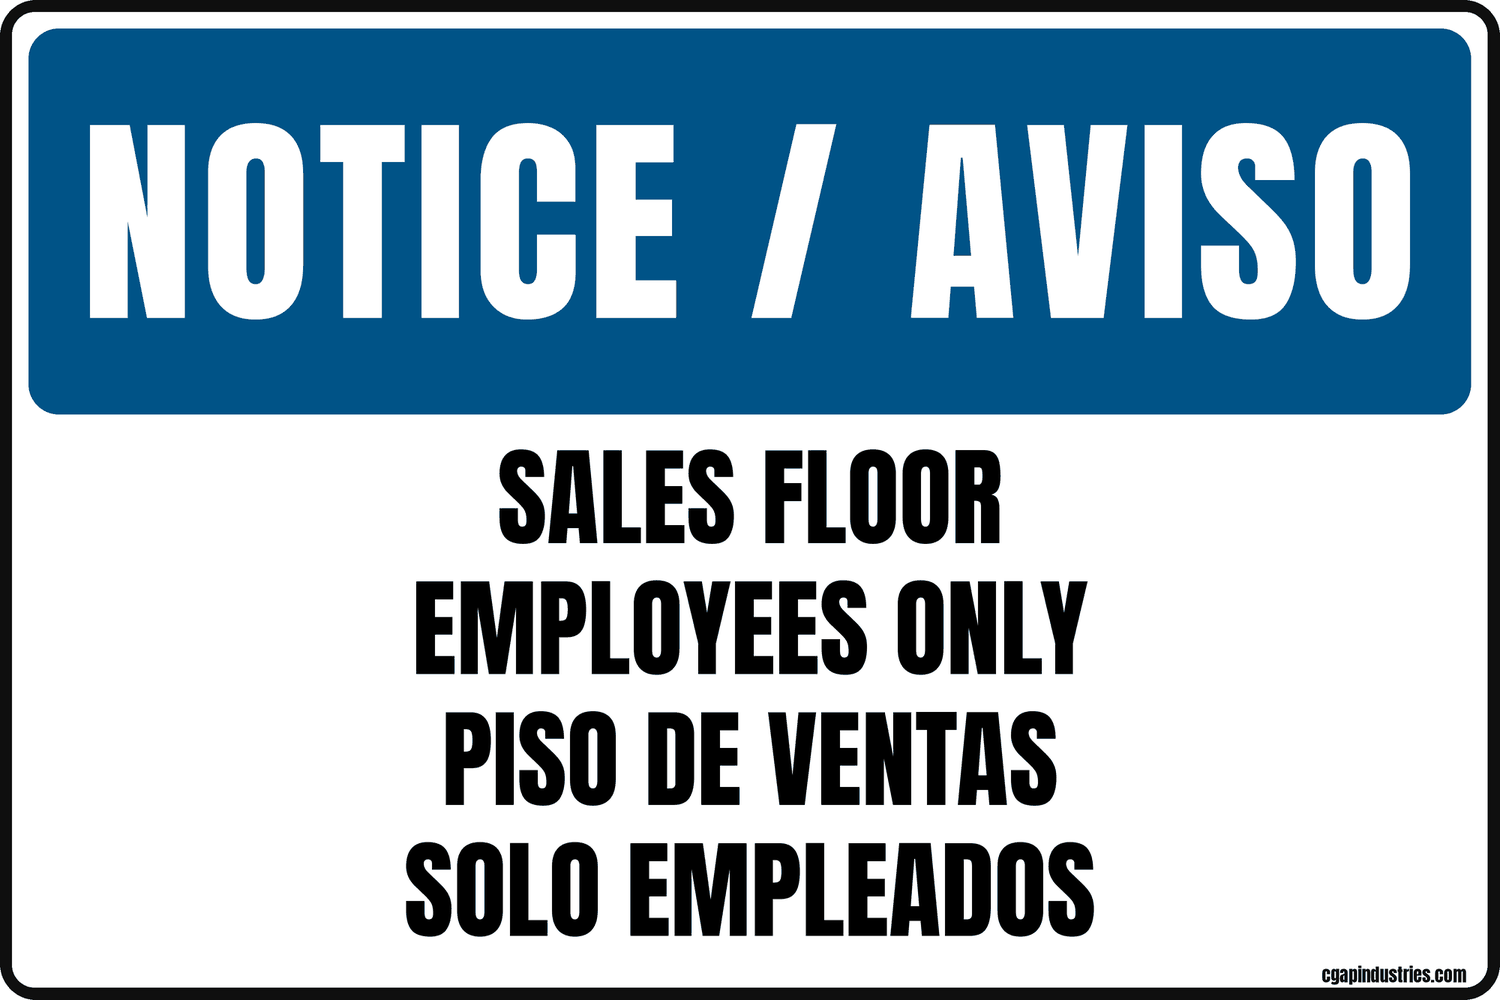 NOTICE / AVISO
SALES FLOOR
EMPLOYEES ONLY
PISO DE VENTAS
SOLO EMPLEADOS
cgapindustries.com